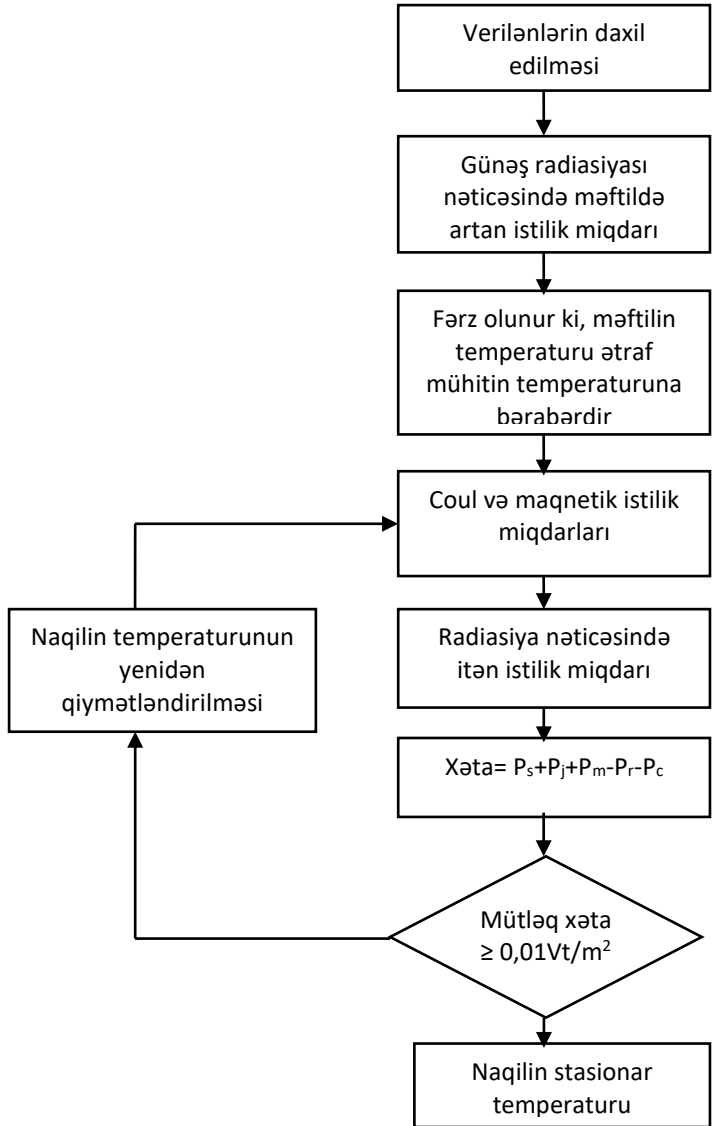 Verilənlərin daxil
edilməsi
Günəş radiasiyası
nəticəsində məftildə
artan istilik miqdarı
Fərz olunur ki, məftilin
temperaturu ətraf
mühitin temperaturuna
bərabərdir
Coul və maqnetik istilik
miqdarları
Naqilin temperaturunun
yenidən
qiymətləndirilməsi
Radiasiya nəticəsində
itən istilik miqdarı
Xəta= Pₛ+Pⱼ+Pₘ-Pᵣ-P꜀
Mütləq xəta
≥ 0,01Vt/m²
Naqilin stasionar
temperaturu